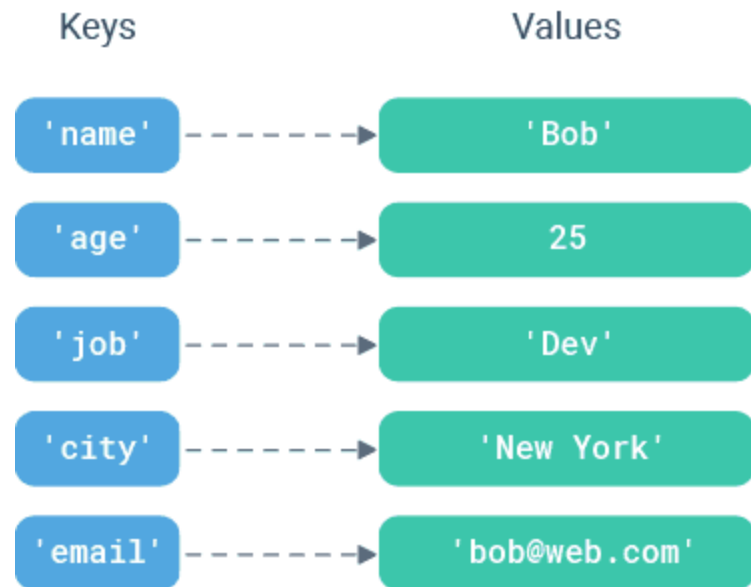 Keys Values
'name' 'Bob'
'age' 25
'job' 'Dev'
'city' 'New York'
'email' 'bob@web.com'